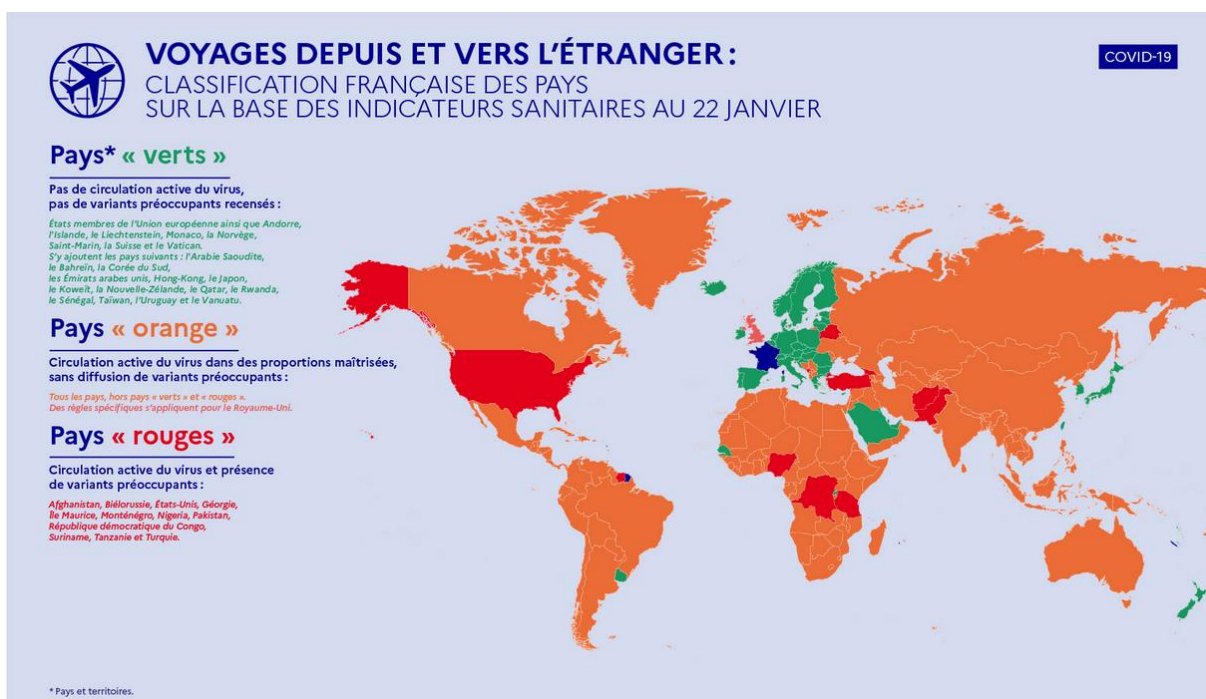 VOYAGES DEPUIS ET VERS L'ÉTRANGER :
CLASSIFICATION FRANÇAISE DES PAYS
SUR LA BASE DES INDICATEURS SANITAIRES AU 22 JANVIER
COVID-19
Pays* « verts »
Pas de circulation active du virus,
pas de variants préoccupants recensés :
États membres de l'Union européenne ainsi que Andorre,
l'Islande, le Liechtenstein, Monaco, la Norvège,
Saint-Marin, la Suisse et le Vatican.
S'y ajoutent les pays suivants : l'Arabie Saoudite,
le Bahreïn, la Corée du Sud,
les Émirats arabes unis, Hong-Kong, le Japon,
le Koweït, la Nouvelle-Zélande, le Qatar, le Rwanda,
le Sénégal, Taïwan, l'Uruguay et le Vanuatu.
Pays « orange »
Circulation active du virus dans des proportions maîtrisées,
sans diffusion de variants préoccupants :
Tous les pays, hors pays « verts » et « rouges ».
Des règles spécifiques s'appliquent pour le Royaume-Uni.
Pays « rouges »
Circulation active du virus et présence
de variants préoccupants :
Afghanistan, Biélorussie, États-Unis, Géorgie,
Île Maurice, Monténégro, Nigeria, Pakistan,
République démocratique du Congo,
Suriname, Tanzanie et Turquie.
* Pays et territoires.